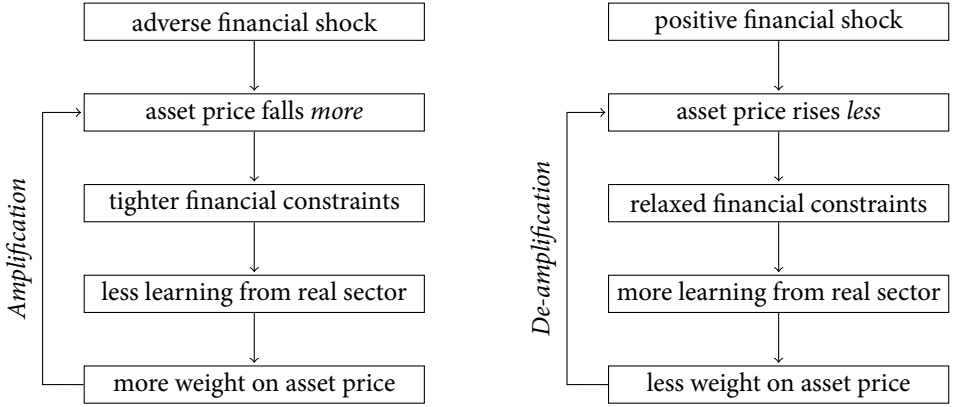 adverse financial shock
asset price falls more
tighter financial constraints
less learning from real sector
more weight on asset price
Amplification
positive financial shock
asset price rises less
relaxed financial constraints
more learning from real sector
less weight on asset price
De-amplification